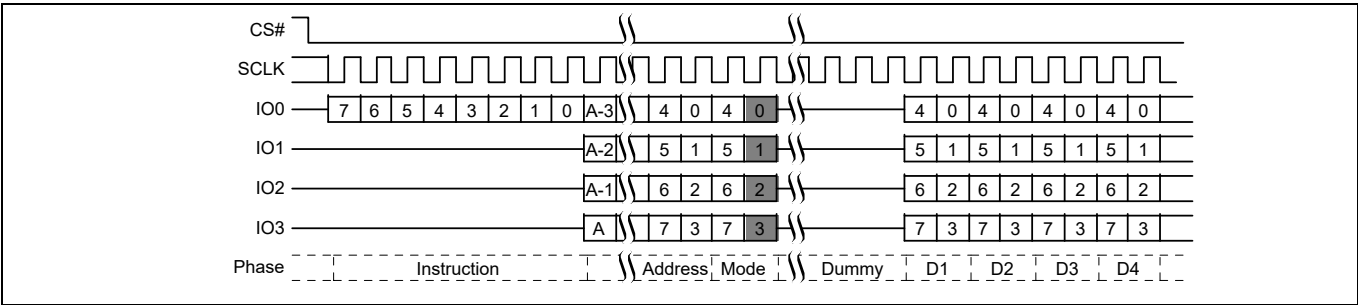 CS#
SCLK
IO0 7 6 5 4 3 2 1 0 A-3 4 0 4 0 4 0 4 0 4 0 4 0
IO1 A-2 5 1 5 1 5 1 5 1 5 1 5 1
IO2 A-1 6 2 6 2 6 2 6 2 6 2 6 2
IO3 A 7 3 7 3 7 3 7 3 7 3 7 3
Phase Instruction Address Mode Dummy D1 D2 D3 D4